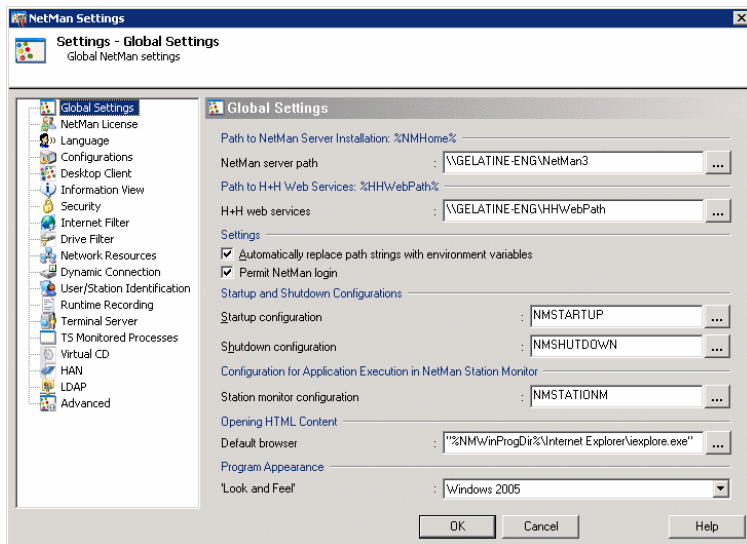 NetMan Settings
Settings - Global Settings
Global NetMan settings
Global Settings
NetMan License
Language
Configurations
Desktop Client
Information View
Security
Internet Filter
Drive Filter
Network Resources
Dynamic Connection
User/Station Identification
Runtime Recording
Terminal Server
TS Monitored Processes
Virtual CD
HAN
LDAP
Advanced
Global Settings
Path to NetMan Server Installation: %NMHome%
NetMan server path : \\GELATINE-ENG\NetMan3 ...
Path to H+H Web Services: %HHWebPath%
H+H web services : \\GELATINE-ENG\HHWebPath ...
Settings
Automatically replace path strings with environment variables
Permit NetMan login
Startup and Shutdown Configurations
Startup configuration : NMSTARTUP ...
Shutdown configuration : NMSHUTDOWN ...
Configuration for Application Execution in NetMan Station Monitor
Station monitor configuration : NMSTATIONM ...
Opening HTML Content
Default browser : "%NMWinProgDir%\Internet Explorer\iexplore.exe" ...
Program Appearance
'Look and Feel' : Windows 2005
OK Cancel Help